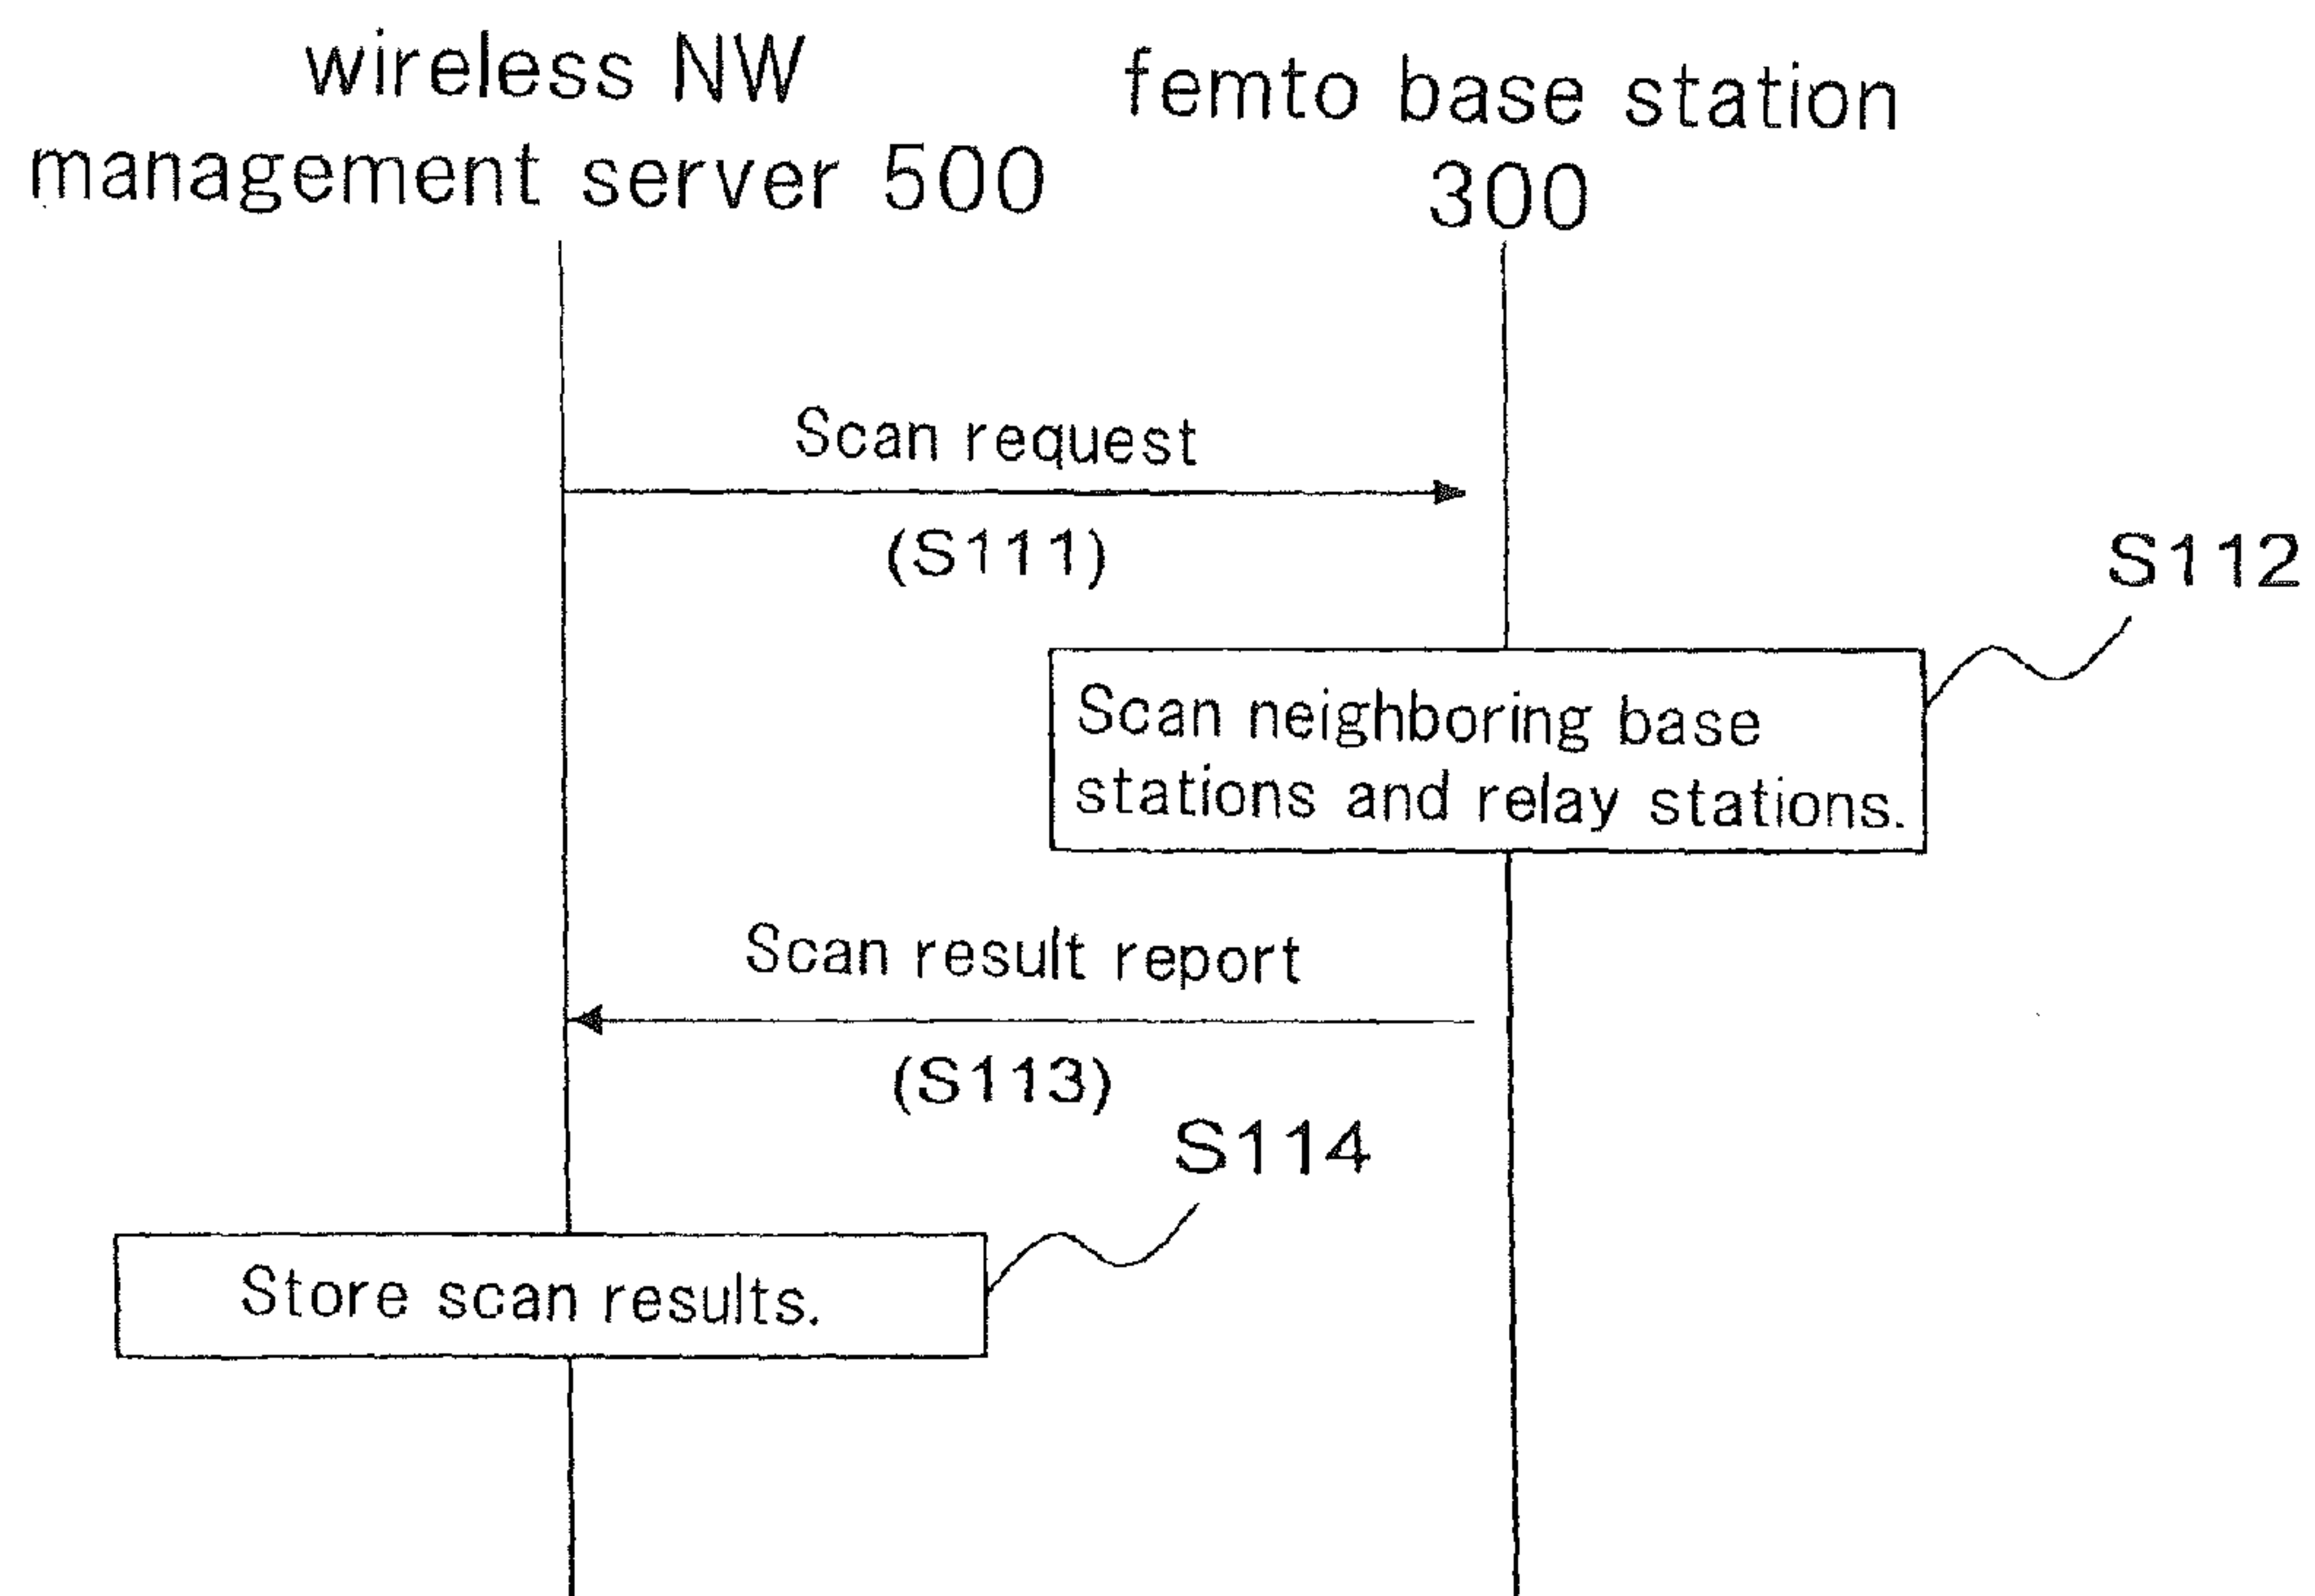 wireless NW
management server 500
femto base station
300
Scan request
(S111)
S112
Scan neighboring base
stations and relay stations.
Scan result report
(S113)
S114
Store scan results.